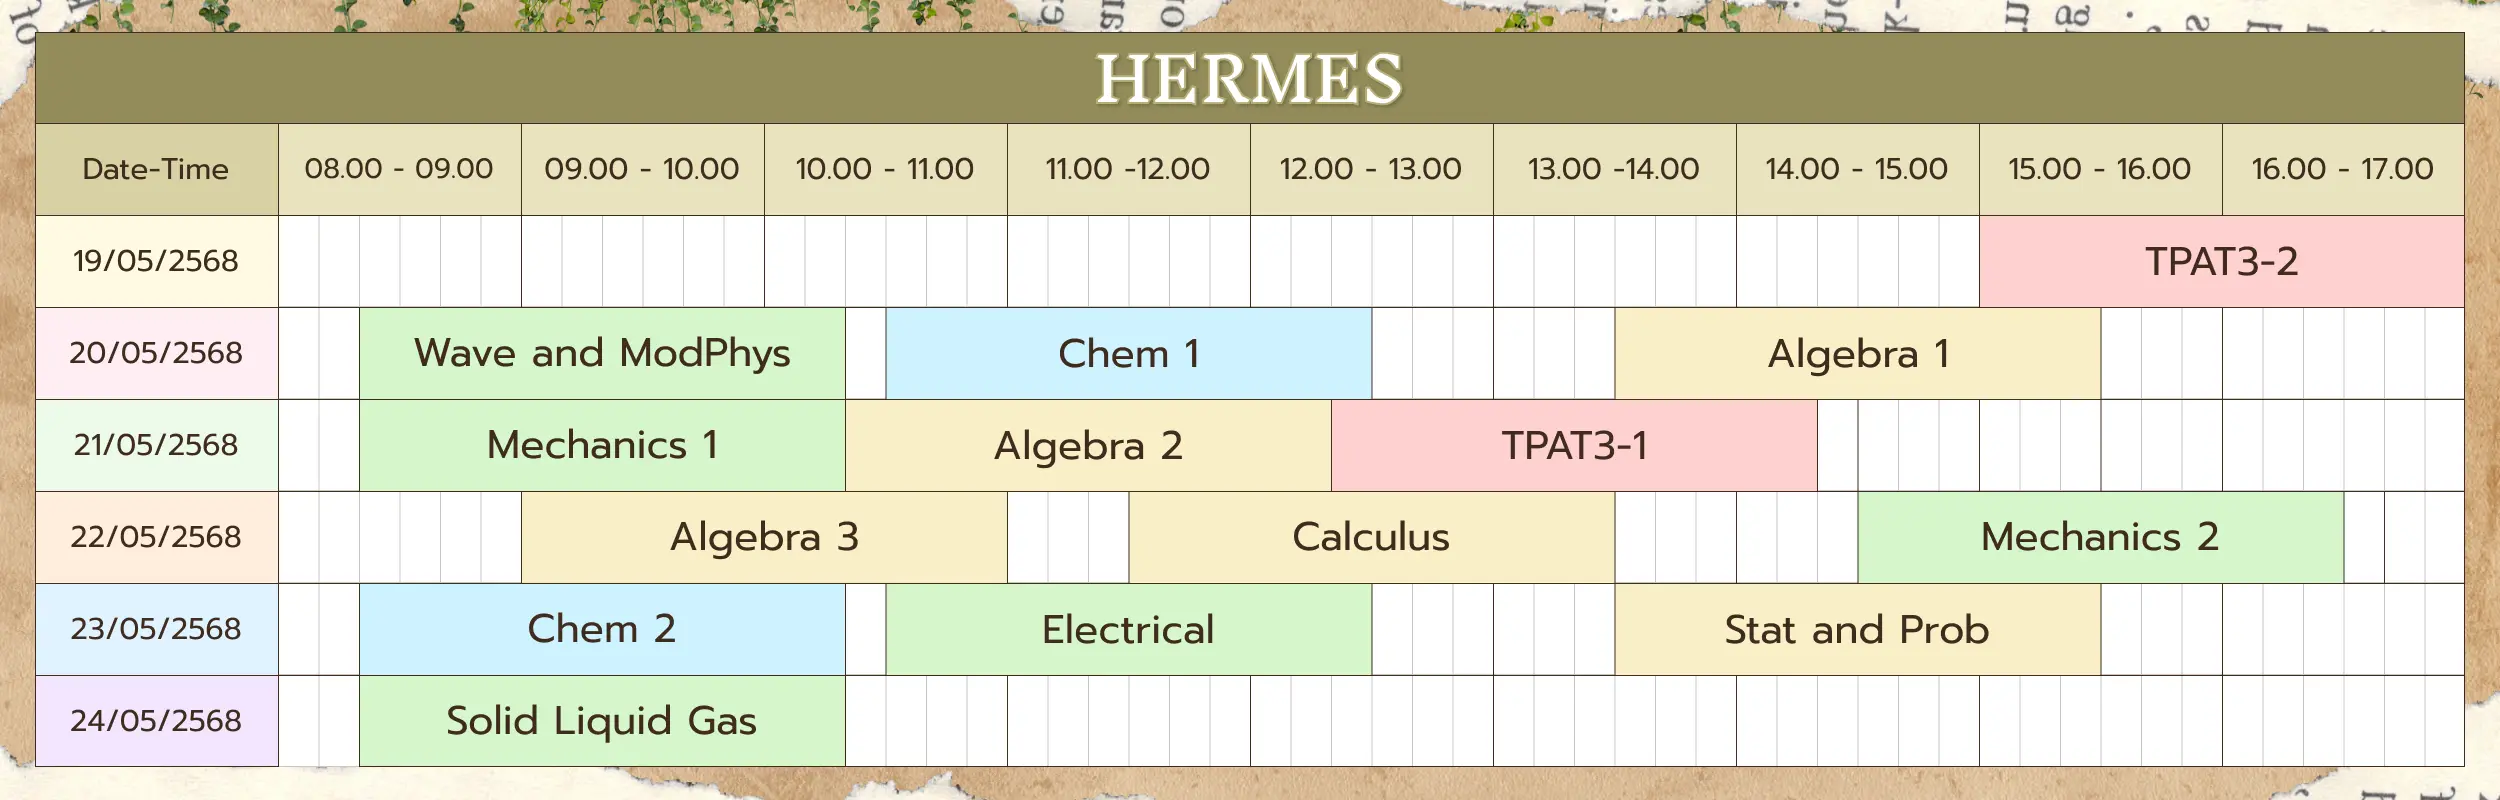 HERMES
Date-Time 08.00 - 09.00 09.00 - 10.00 10.00 - 11.00 11.00 -12.00 12.00 - 13.00 13.00 -14.00 14.00 - 15.00 15.00 - 16.00 16.00 - 17.00
19/05/2568 TPAT3-2
20/05/2568 Wave and ModPhys Chem 1 Algebra 1
21/05/2568 Mechanics 1 Algebra 2 TPAT3-1
22/05/2568 Algebra 3 Calculus Mechanics 2
23/05/2568 Chem 2 Electrical Stat and Prob
24/05/2568 Solid Liquid Gas